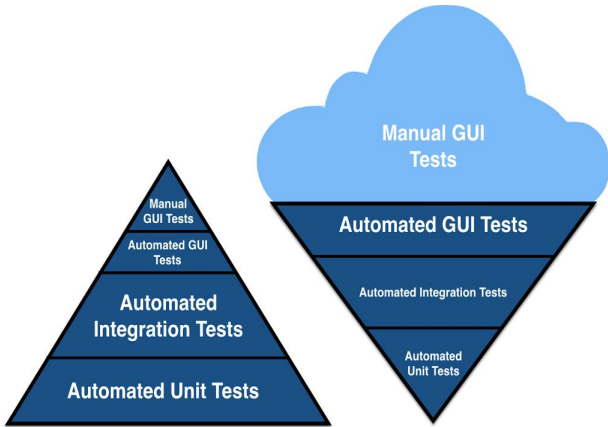 Manual
GUI Tests
Automated GUI
Tests
Automated
Integration Tests
Automated Unit Tests
Manual GUI
Tests
Automated GUI Tests
Automated Integration Tests
Automated
Unit Tests